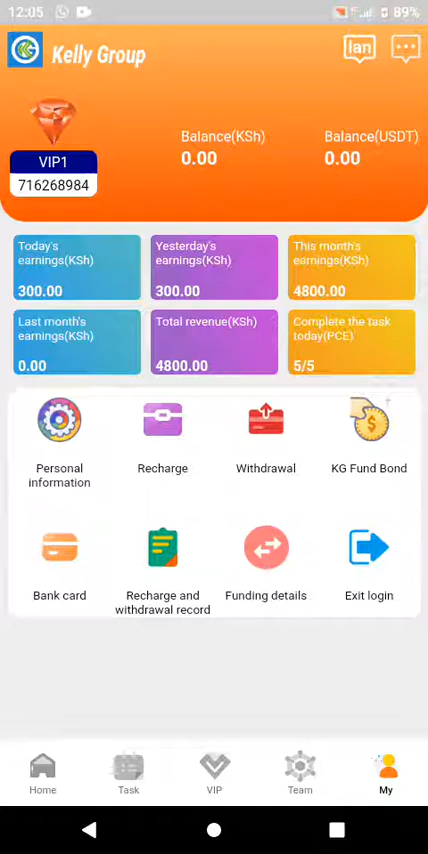 12:05
89%
Kelly Group
lan
VIP1
716268984
Balance(KSh)
0.00
Balance(USDT)
0.00
Today's
earnings(KSh)
300.00
Yesterday's
earnings(KSh)
300.00
This month's
earnings(KSh)
4800.00
Last month's
earnings(KSh)
0.00
Total revenue(KSh)
4800.00
Complete the task
today(PCE)
5/5
Personal
information
Recharge
Withdrawal
KG Fund Bond
Bank card
Recharge and
withdrawal record
Funding details
Exit login
Home
Task
VIP
Team
My